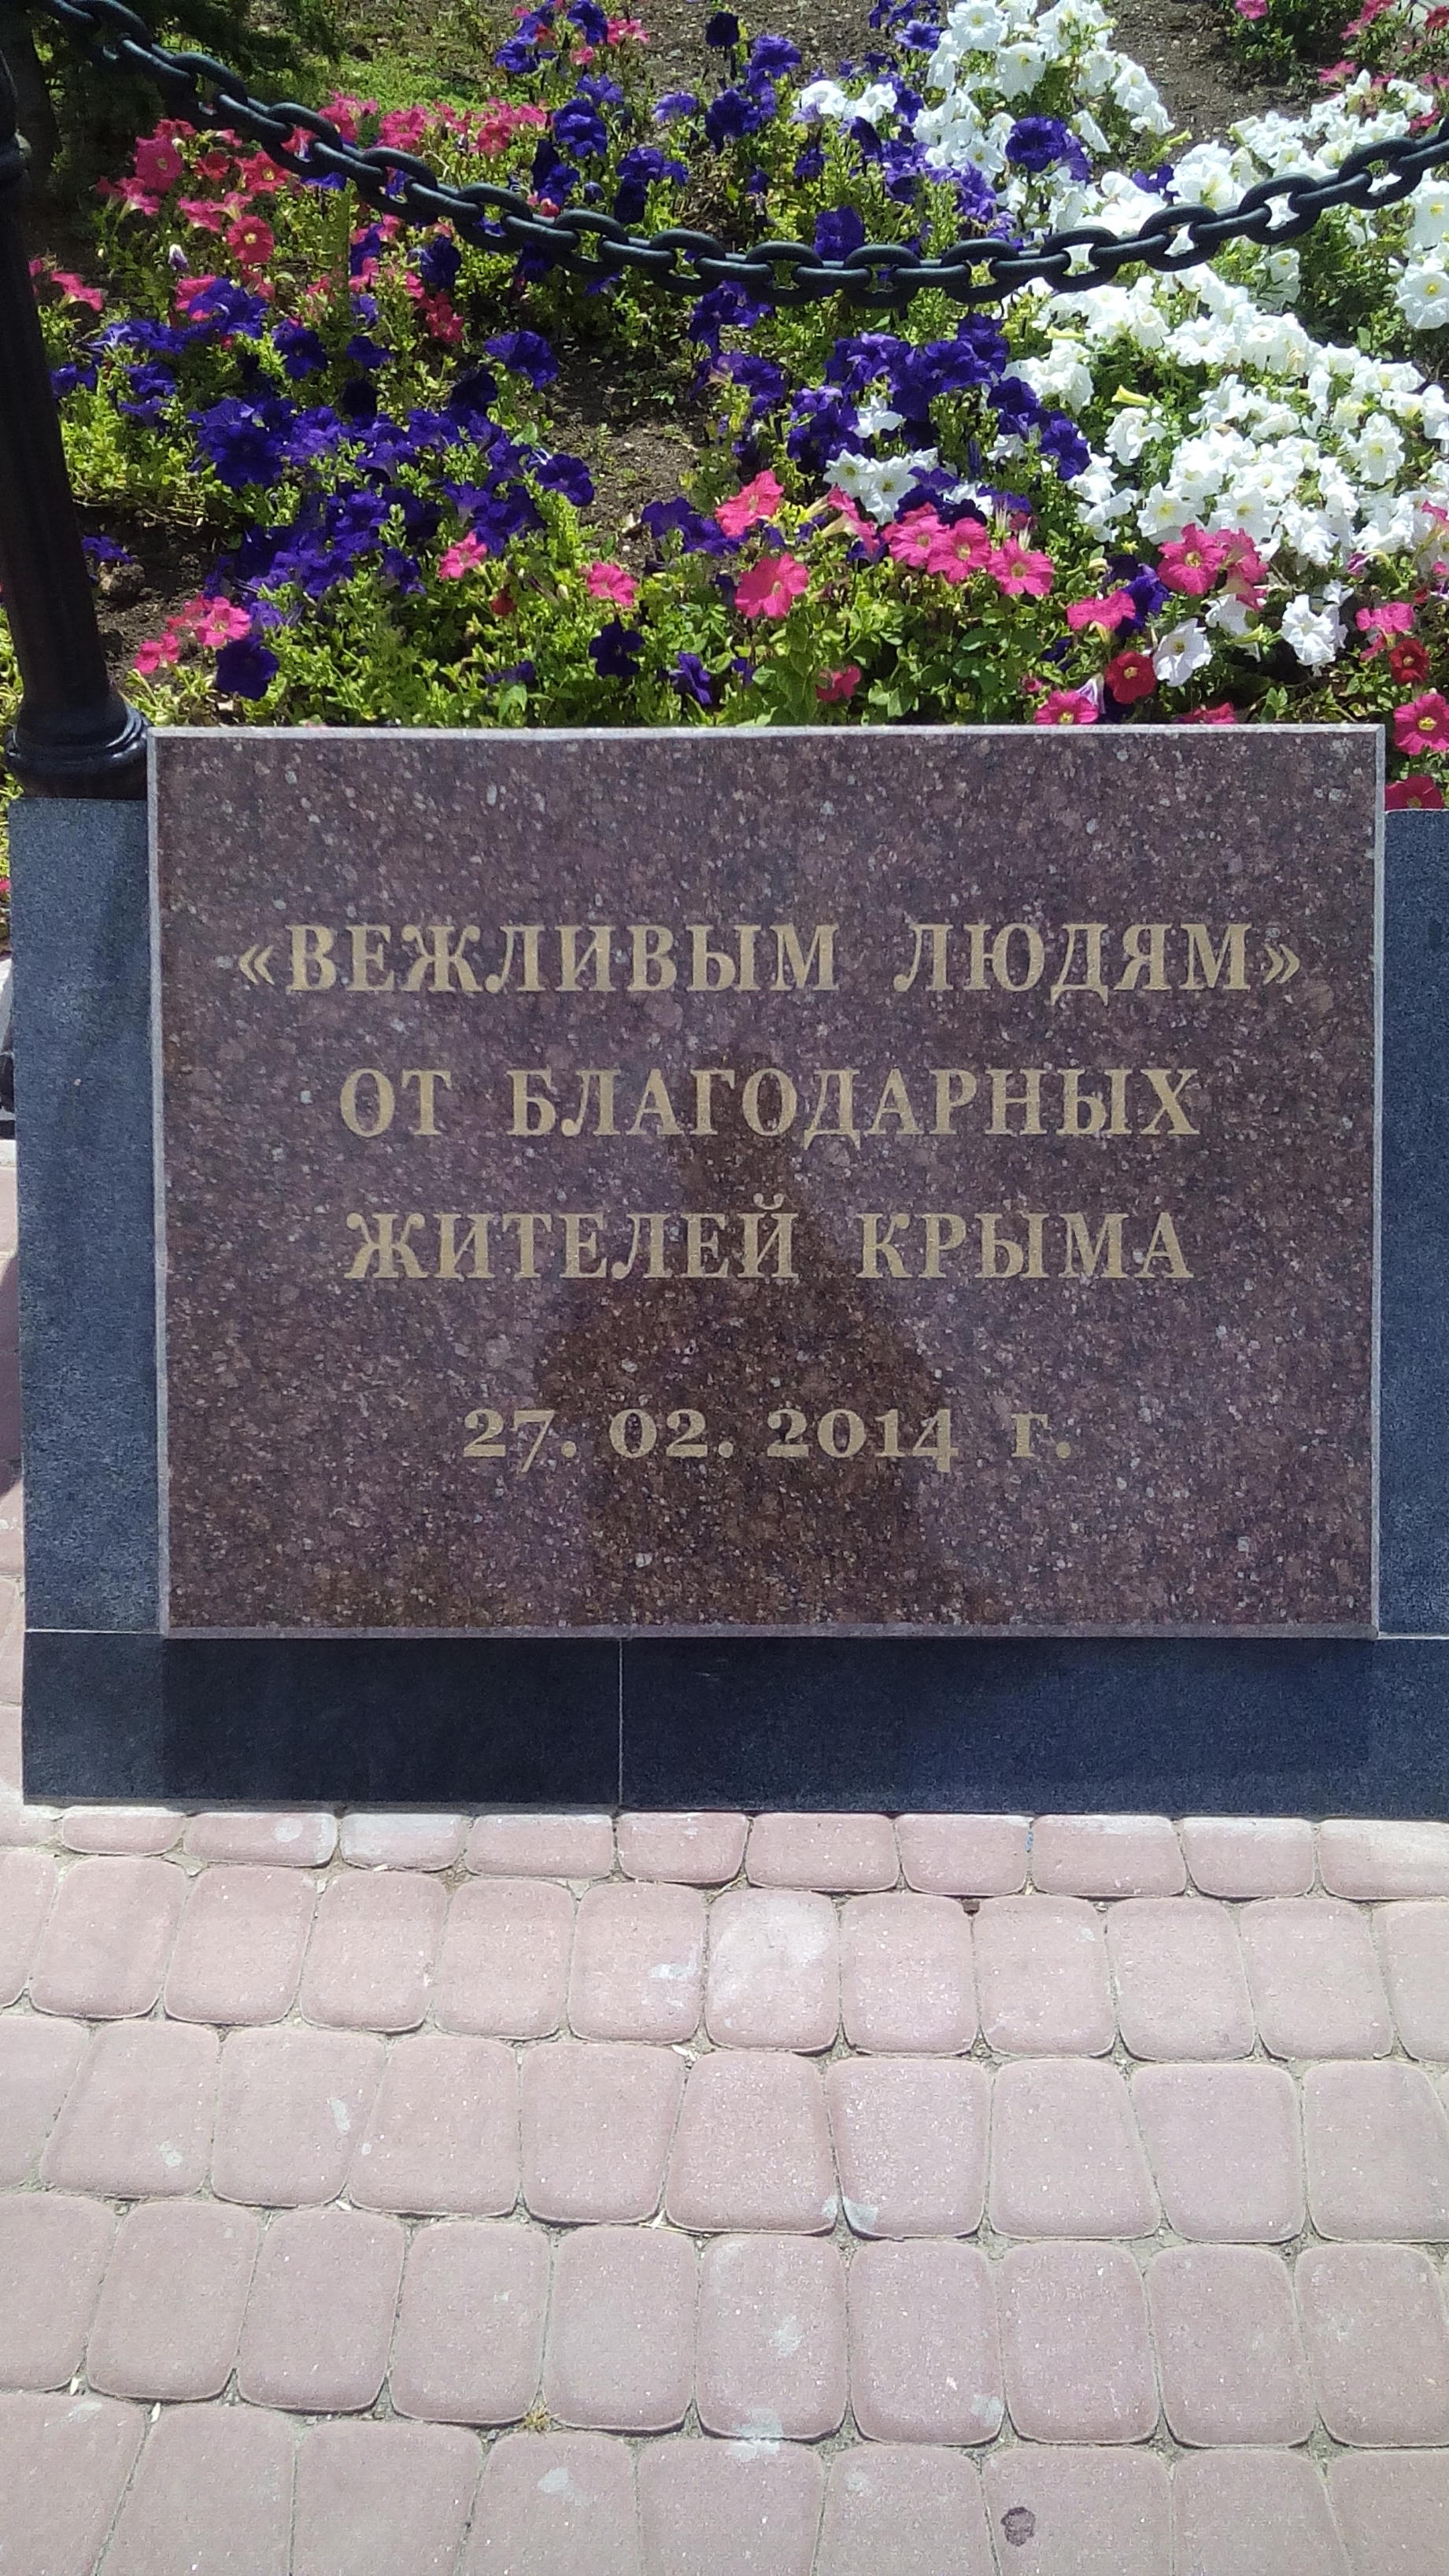 «ВЕЖЛИВЫМ ЛЮДЯМ»
ОТ БЛАГОДАРНЫХ
ЖИТЕЛЕЙ КРЫМА
27. 02. 2014 г.